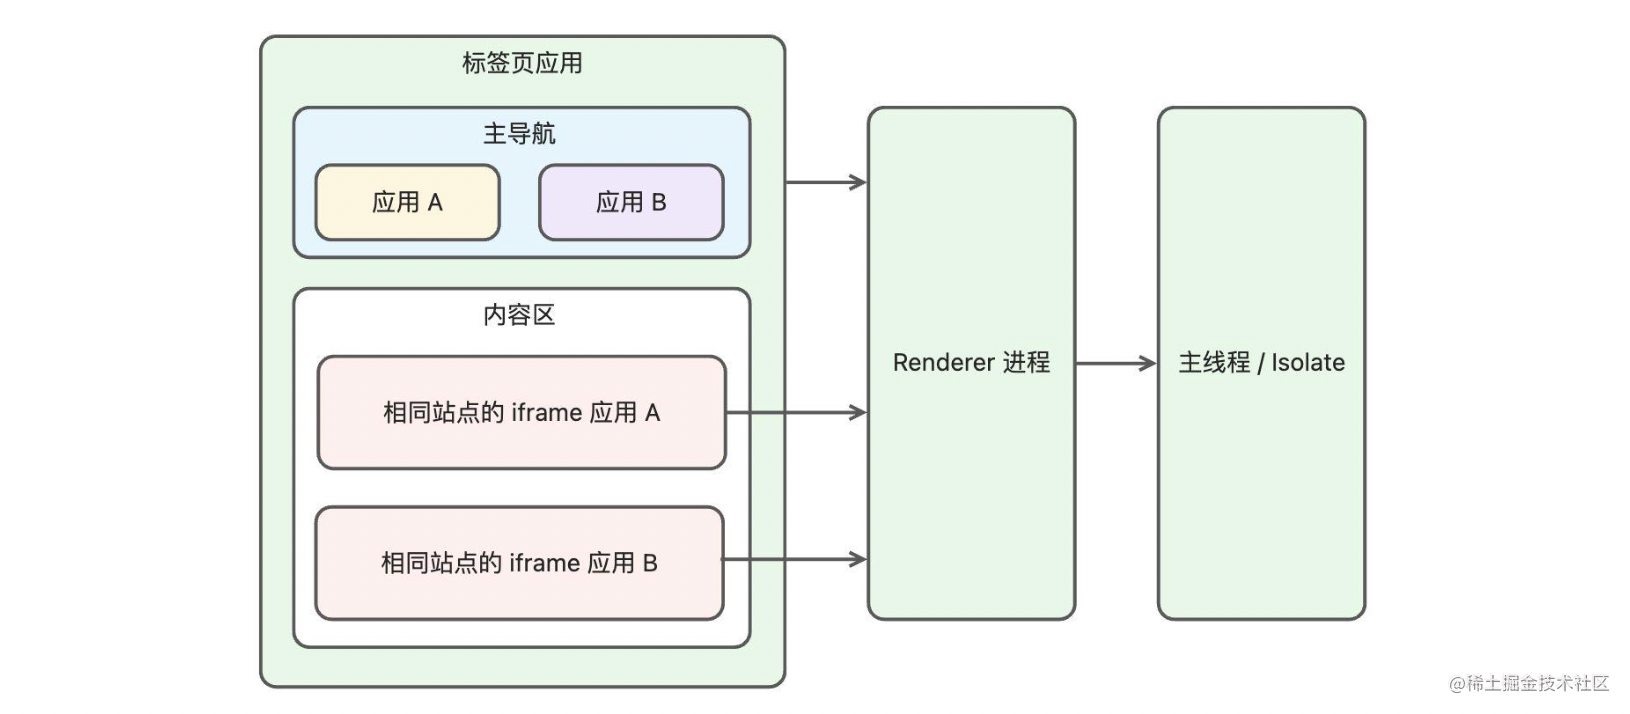 标签页应用
主导航
应用 A
应用 B
内容区
相同站点的 iframe 应用 A
相同站点的 iframe 应用 B
Renderer 进程
主线程 / Isolate
@稀土掘金技术社区